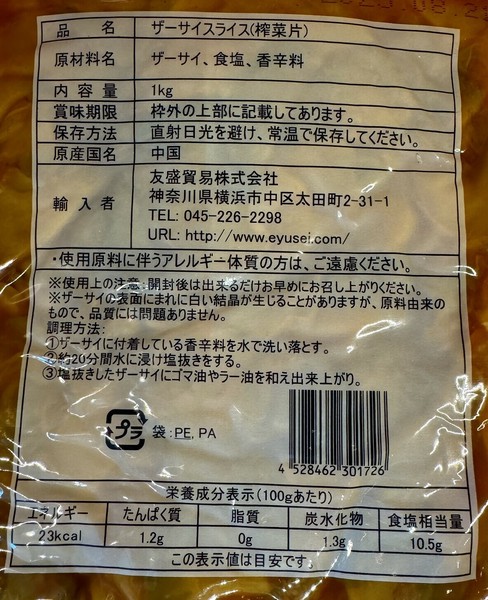 品 名 ザーサイスライス(榨菜片)
原材料名 ザーサイ、食塩、香辛料
内容量 1kg
賞味期限 枠外の上部に記載してあります。
保存方法 直射日光を避け、常温で保存してください。
原産国名 中国
輸入者 友盛貿易株式会社
神奈川県横浜市中区太田町2-31-1
TEL: 045-226-2298
URL: http://www.eyusei.com/
・使用原料に伴うアレルギー体質の方は、ご遠慮ください。
※使用上の注意:開封後は出来るだけお早めにお召し上がりください。
※ザーサイの表面にまれに白い結晶が生じることがありますが、原料由来の
もので、品質には問題ありません。
調理方法:
①ザーサイに付着している香辛料を水で洗い落とす。
②約20分間水に浸け塩抜きをする。
③塩抜きしたザーサイにゴマ油やラー油を和え出来上がり。
プラ 袋:PE, PA
4 528462 301726
栄養成分表示(100gあたり)
エネルギー たんぱく質 脂質 炭水化物 食塩相当量
23kcal 1.2g 0g 1.3g 10.5g
この表示値は目安です。